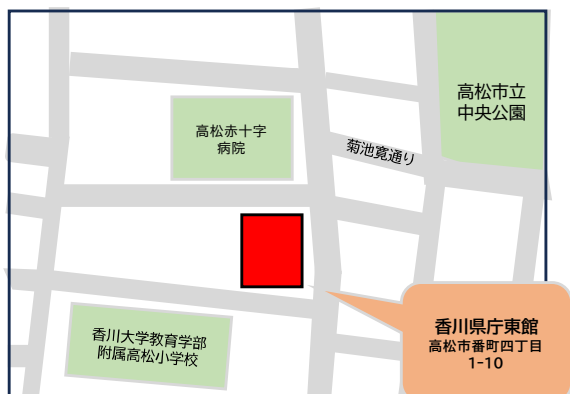 高松市立
中央公園
高松赤十字
病院
菊池寛通り
香川県庁東館
高松市番町四丁目
1-10
香川大学教育学部
附属高松小学校